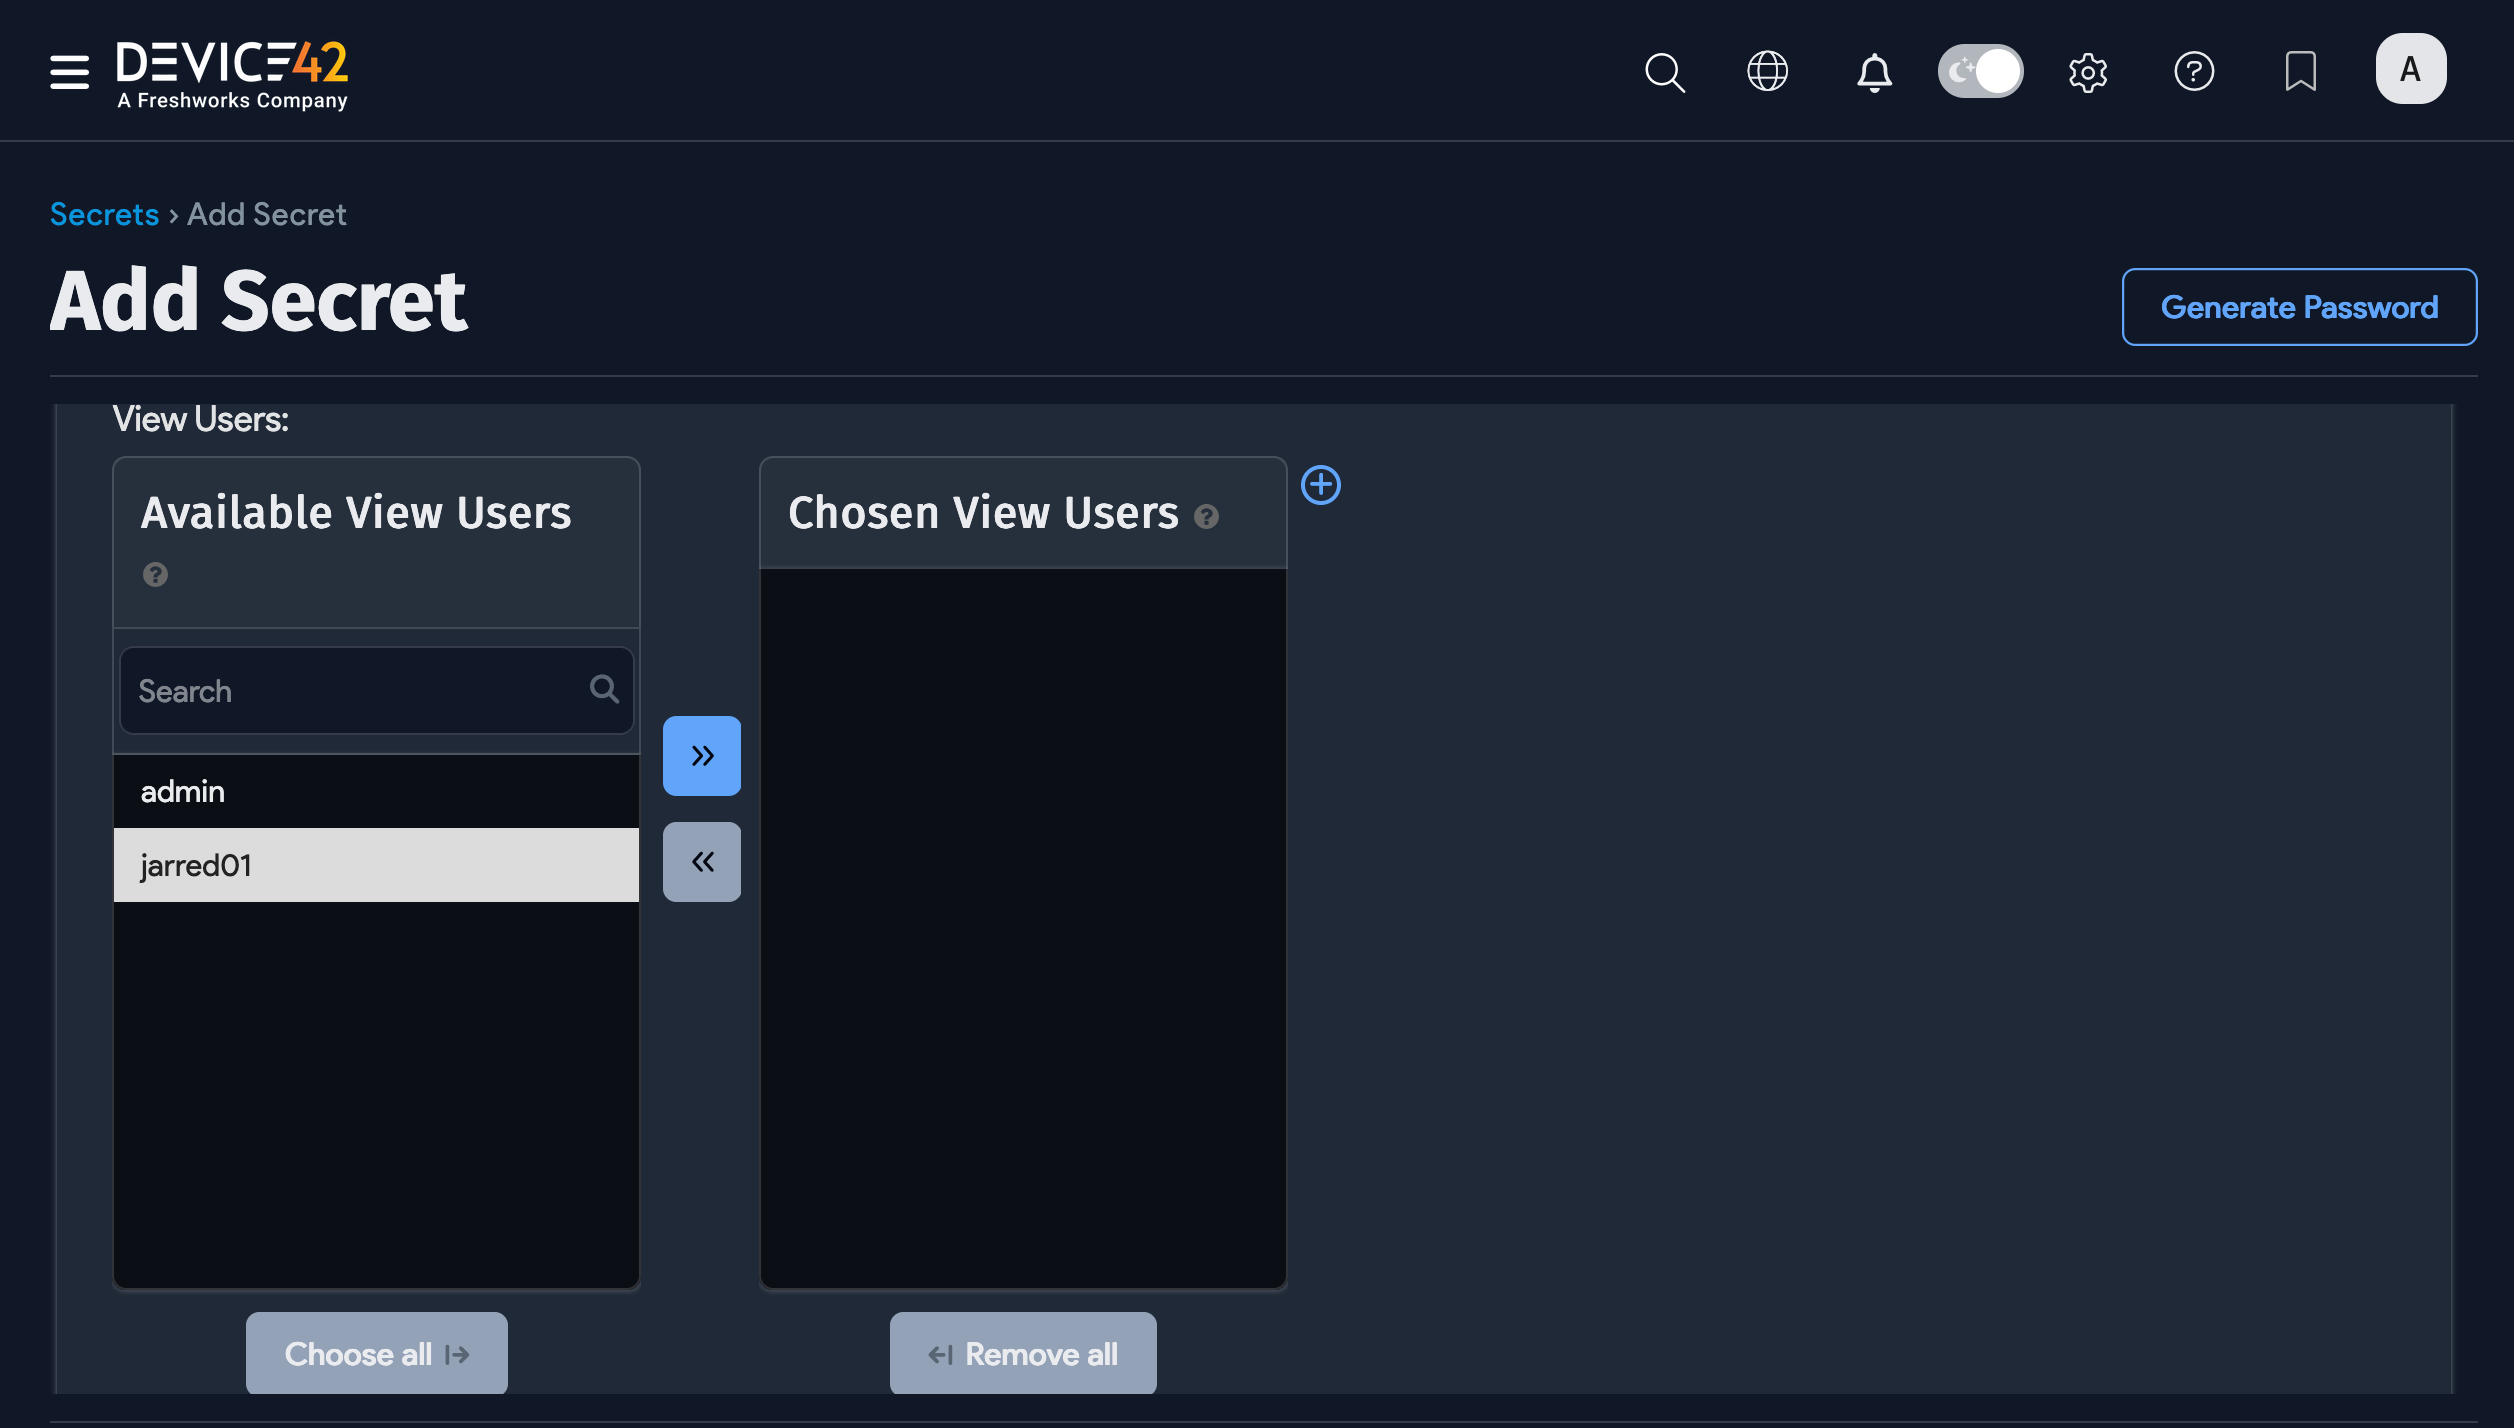 DEVICE42
A Freshworks Company
A
Secrets › Add Secret
Add Secret
Generate Password
View Users:
Available View Users
Chosen View Users
Search
admin
jarred01
Choose all
Remove all